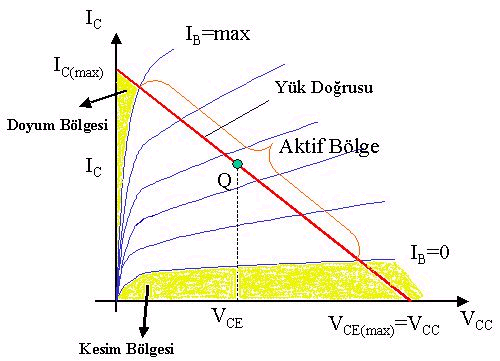 I_C
I_B=max
I_C(max)
Yük Doğrusu
Doyum Bölgesi
Aktif Bölge
I_C
Q
I_B=0
V_CE
V_CE(max)=V_CC
V_CC
Kesim Bölgesi